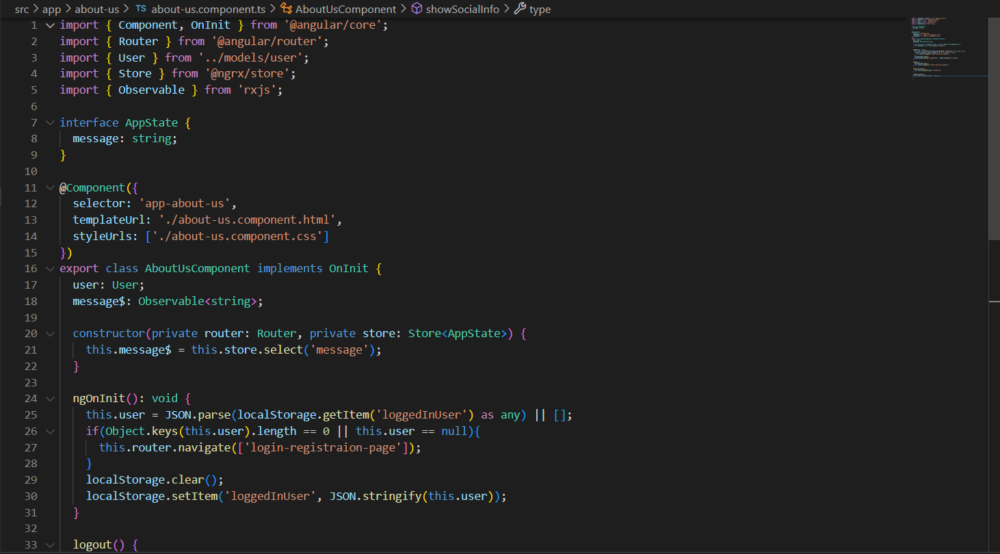 src > app > about-us > TS about-us.component.ts > AboutUsComponent > showSocialInfo > type
1 import { Component, OnInit } from '@angular/core';
2 import { Router } from '@angular/router';
3 import { User } from '../models/user';
4 import { Store } from '@ngrx/store';
5 import { Observable } from 'rxjs';
6
7 interface AppState {
8   message: string;
9 }
10
11 @Component({
12   selector: 'app-about-us',
13   templateUrl: './about-us.component.html',
14   styleUrls: ['./about-us.component.css']
15 })
16 export class AboutUsComponent implements OnInit {
17   user: User;
18   message$: Observable<string>;
19
20   constructor(private router: Router, private store: Store<AppState>) {
21     this.message$ = this.store.select('message');
22   }
23
24   ngOnInit(): void {
25     this.user = JSON.parse(localStorage.getItem('loggedInUser') as any) || [];
26     if(Object.keys(this.user).length == 0 || this.user == null){
27       this.router.navigate(['login-registraion-page']);
28     }
29     localStorage.clear();
30     localStorage.setItem('loggedInUser', JSON.stringify(this.user));
31   }
32
33   logout() {